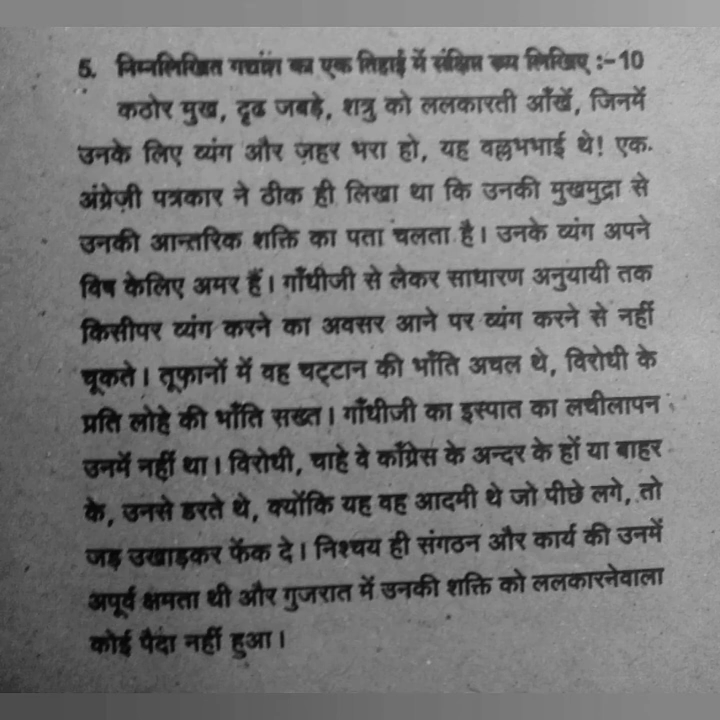 5. निम्नलिखित गद्यांश का एक तिहाई में संक्षिप्त रूप लिखिए :-10
कठोर मुख, दृढ जबड़े, शत्रु को ललकारती आँखें, जिनमें
उनके लिए व्यंग और ज़हर भरा हो, यह वल्लभभाई थे! एक
अंग्रेज़ी पत्रकार ने ठीक ही लिखा था कि उनकी मुखमुद्रा से
उनकी आन्तरिक शक्ति का पता चलता है। उनके व्यंग अपने
विष केलिए अमर हैं। गाँधीजी से लेकर साधारण अनुयायी तक
किसीपर व्यंग करने का अवसर आने पर व्यंग करने से नहीं
चूकते। तूफ़ानों में वह चट्टान की भाँति अचल थे, विरोधी के
प्रति लोहे की भाँति सख्त। गाँधीजी का इस्पात का लचीलापन
उनमें नहीं था। विरोधी, चाहे वे काँग्रेस के अन्दर के हों या बाहर
के, उनसे डरते थे, क्योंकि यह वह आदमी थे जो पीछे लगे, तो
जड़ उखाड़कर फेंक दे। निश्चय ही संगठन और कार्य की उनमें
अपूर्व क्षमता थी और गुजरात में उनकी शक्ति को ललकारनेवाला
कोई पैदा नहीं हुआ।